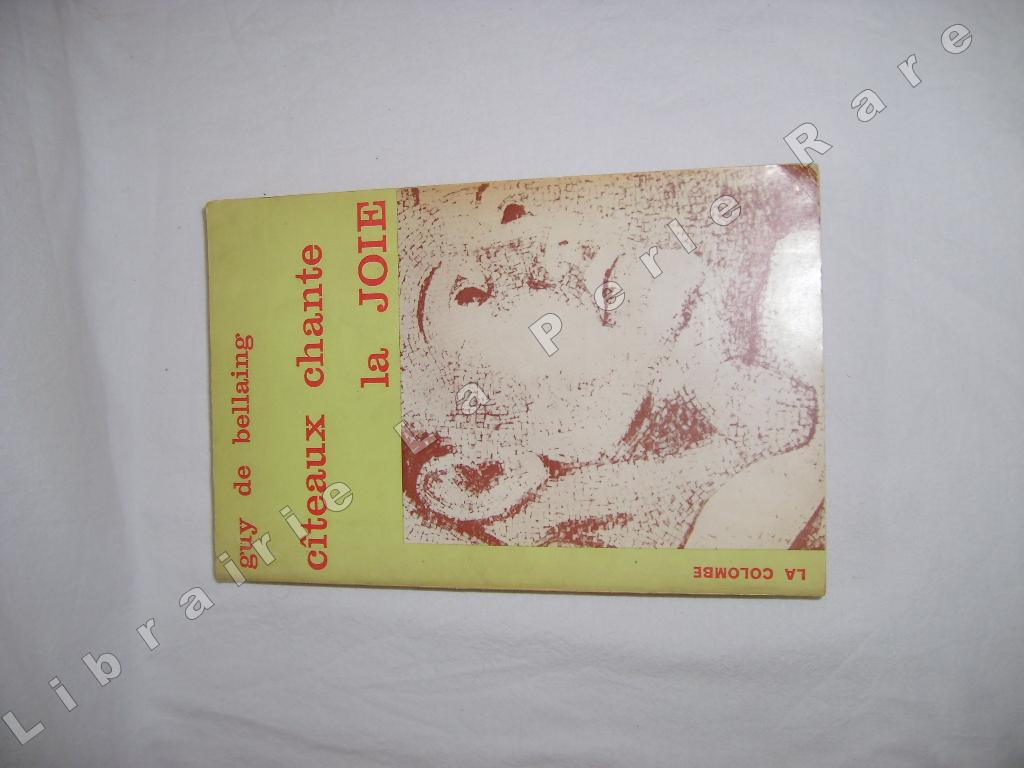 guy de bellaing
cîteaux chante
la JOIE
LA COLOMBE
Librairie La Perle Rare